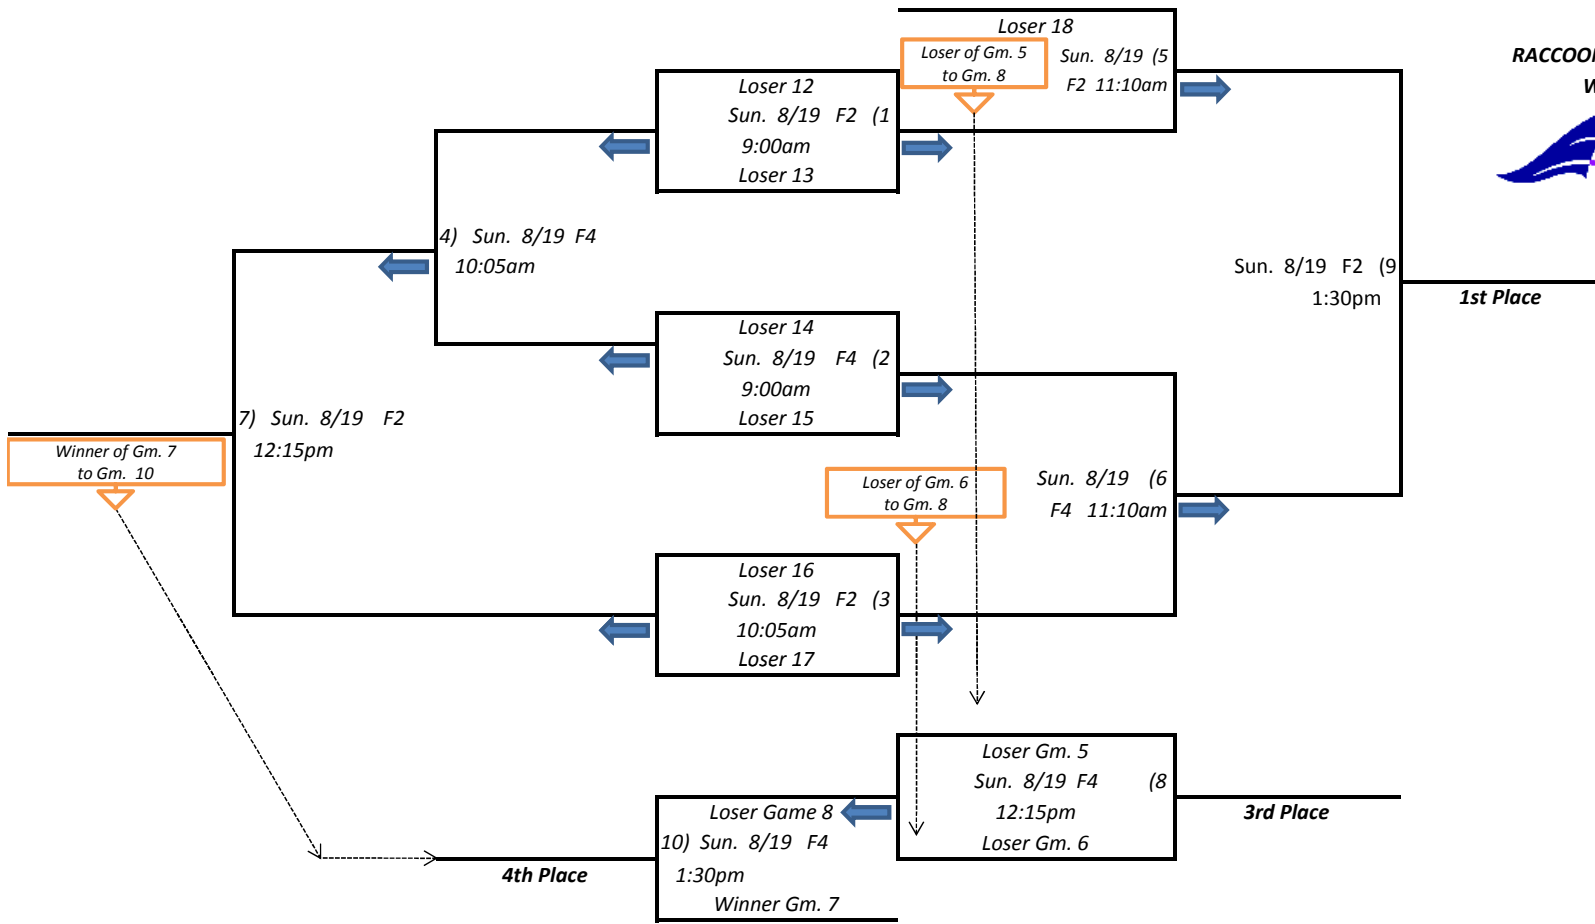 Loser 18
Loser of Gm. 5
to Gm. 8
Sun. 8/19 (5
F2 11:10am
RACCOO
W
Loser 12
Sun. 8/19 F2 (1
9:00am
Loser 13
4) Sun. 8/19 F4
10:05am
Sun. 8/19 F2 (9
1:30pm
1st Place
Loser 14
Sun. 8/19 F4 (2
9:00am
Loser 15
7) Sun. 8/19 F2
12:15pm
Winner of Gm. 7
to Gm. 10
Loser of Gm. 6
to Gm. 8
Sun. 8/19 (6
F4 11:10am
Loser 16
Sun. 8/19 F2 (3
10:05am
Loser 17
Loser Gm. 5
Sun. 8/19 F4 (8
12:15pm
Loser Gm. 6
3rd Place
Loser Game 8
10) Sun. 8/19 F4
1:30pm
Winner Gm. 7
4th Place